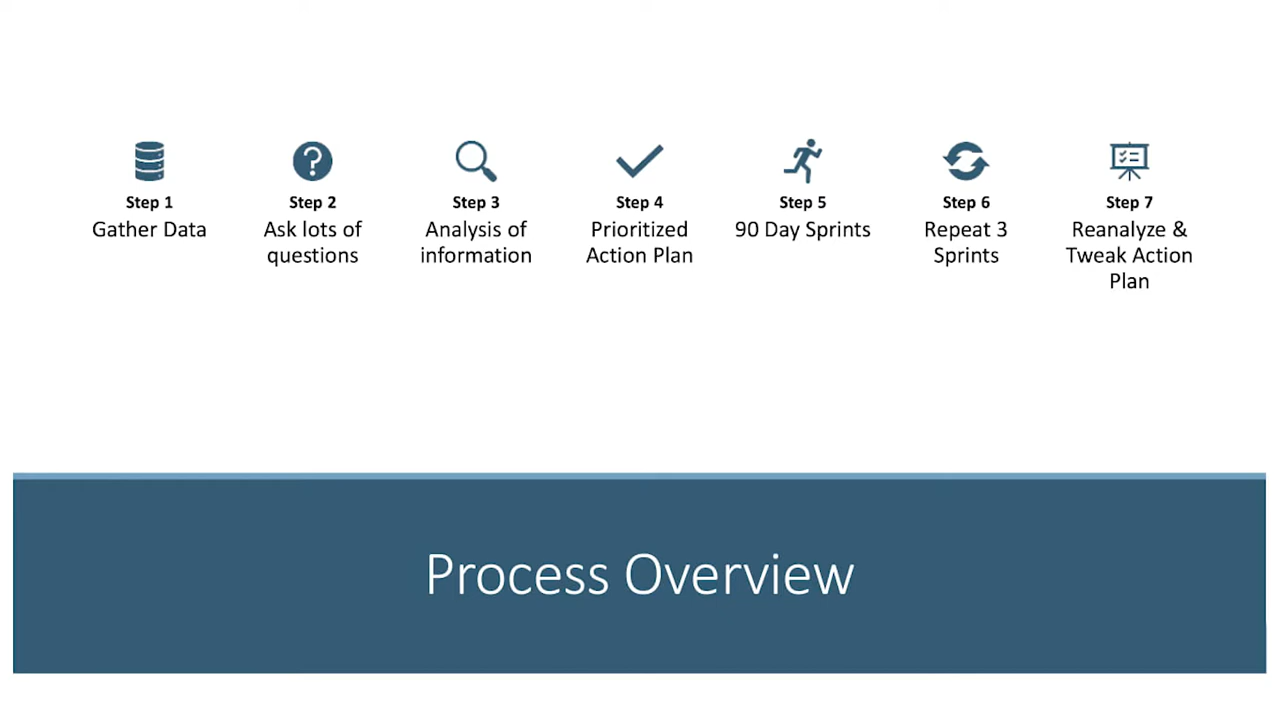 Step 1
Gather Data
Step 2
Ask lots of
questions
Step 3
Analysis of
information
Step 4
Prioritized
Action Plan
Step 5
90 Day Sprints
Step 6
Repeat 3
Sprints
Step 7
Reanalyze &
Tweak Action
Plan
Process Overview